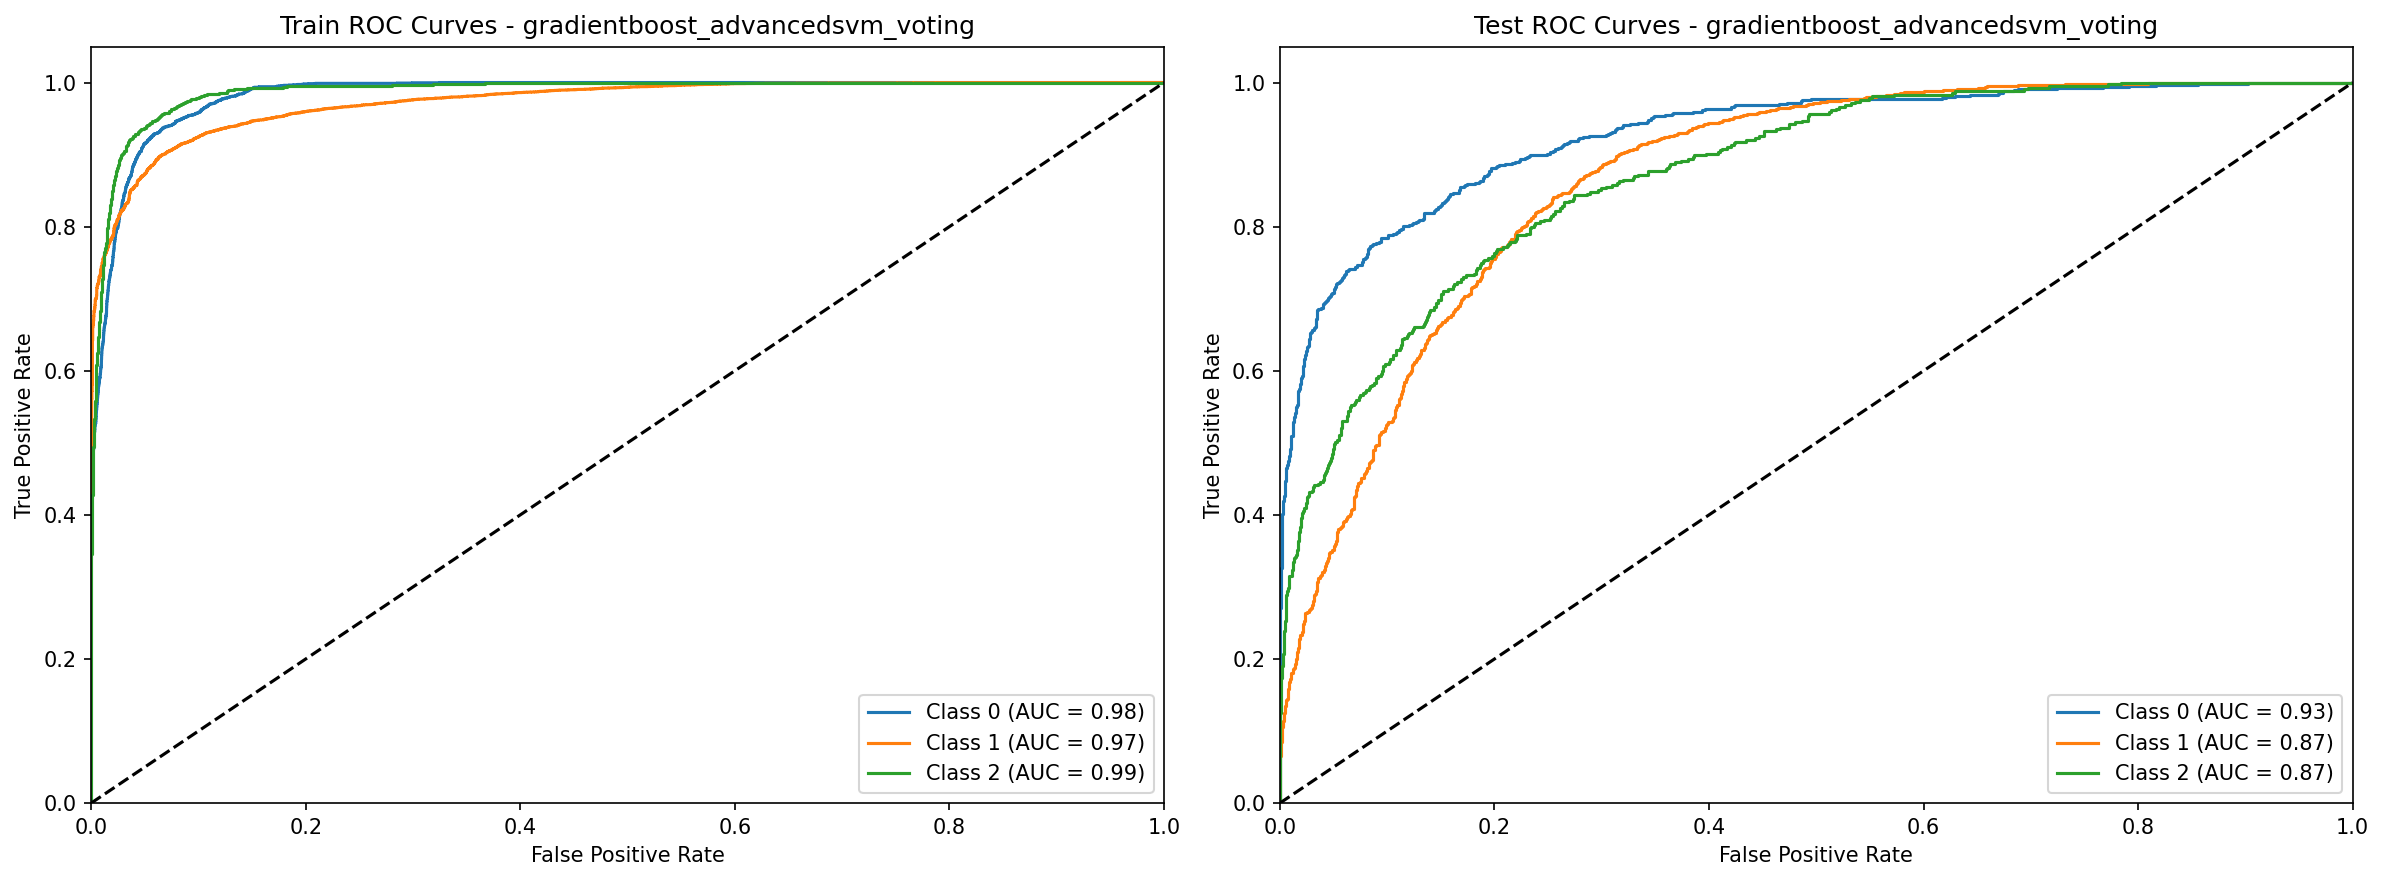 Train ROC Curves - gradientboost_advancedsvm_voting
1.0
0.8
0.6
0.4
0.2
0.0
True Positive Rate
0.0 0.2 0.4 0.6 0.8 1.0
False Positive Rate
Class 0 (AUC = 0.98)
Class 1 (AUC = 0.97)
Class 2 (AUC = 0.99)
Test ROC Curves - gradientboost_advancedsvm_voting
1.0
0.8
0.6
0.4
0.2
0.0
True Positive Rate
0.0 0.2 0.4 0.6 0.8 1.0
False Positive Rate
Class 0 (AUC = 0.93)
Class 1 (AUC = 0.87)
Class 2 (AUC = 0.87)